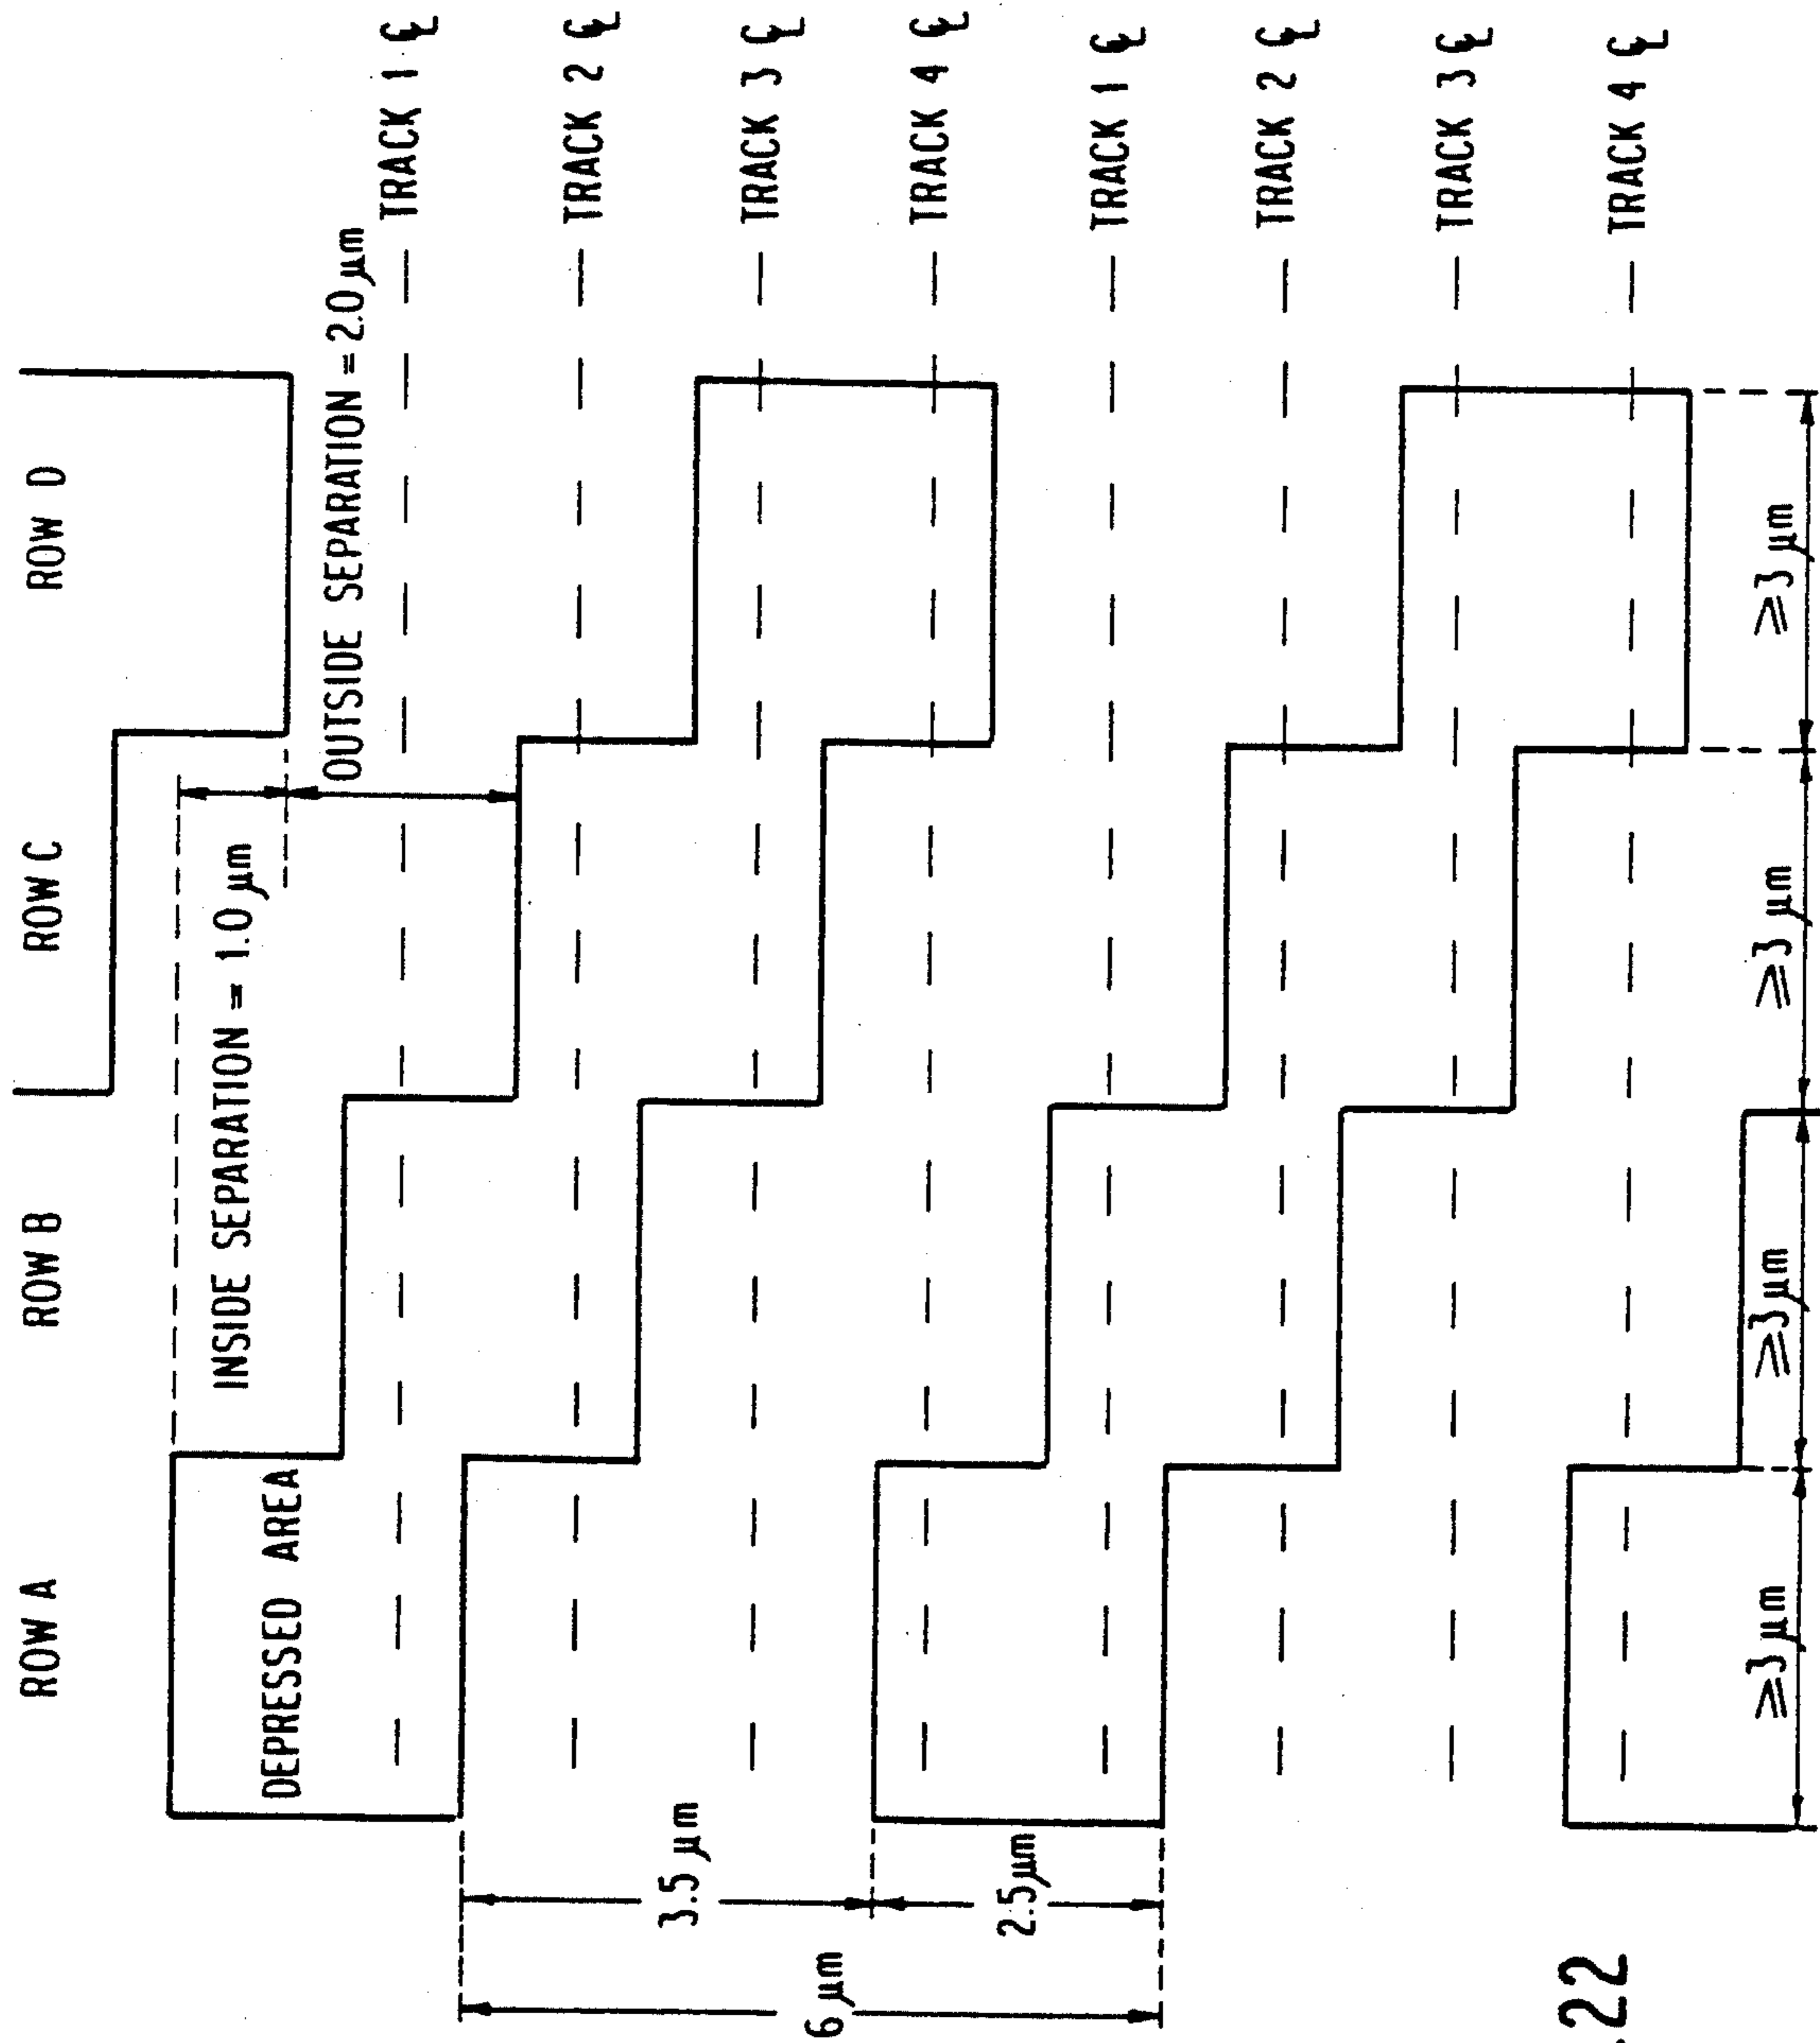 ROW A
ROW B
ROW C
ROW D
DEPRESSED AREA
INSIDE SEPARATION = 1.0 μm
OUTSIDE SEPARATION = 2.0 μm
TRACK 1 ℄
TRACK 2 ℄
TRACK 3 ℄
TRACK 4 ℄
TRACK 1 ℄
TRACK 2 ℄
TRACK 3 ℄
TRACK 4 ℄
3.5 μm
2.5 μm
6 μm
⩾3 μm
⩾3 μm
⩾3 μm
⩾3 μm
.22